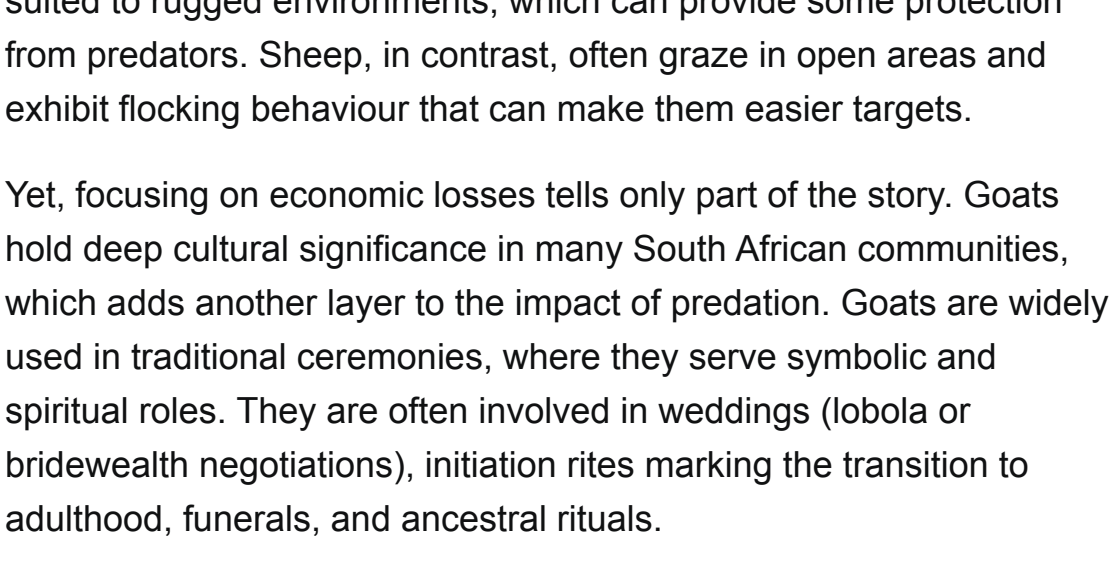 suited to rugged environments, which can provide some protection
from predators. Sheep, in contrast, often graze in open areas and
exhibit flocking behaviour that can make them easier targets.
Yet, focusing on economic losses tells only part of the story. Goats
hold deep cultural significance in many South African communities,
which adds another layer to the impact of predation. Goats are widely
used in traditional ceremonies, where they serve symbolic and
spiritual roles. They are often involved in weddings (lobola or
bridewealth negotiations), initiation rites marking the transition to
adulthood, funerals, and ancestral rituals.